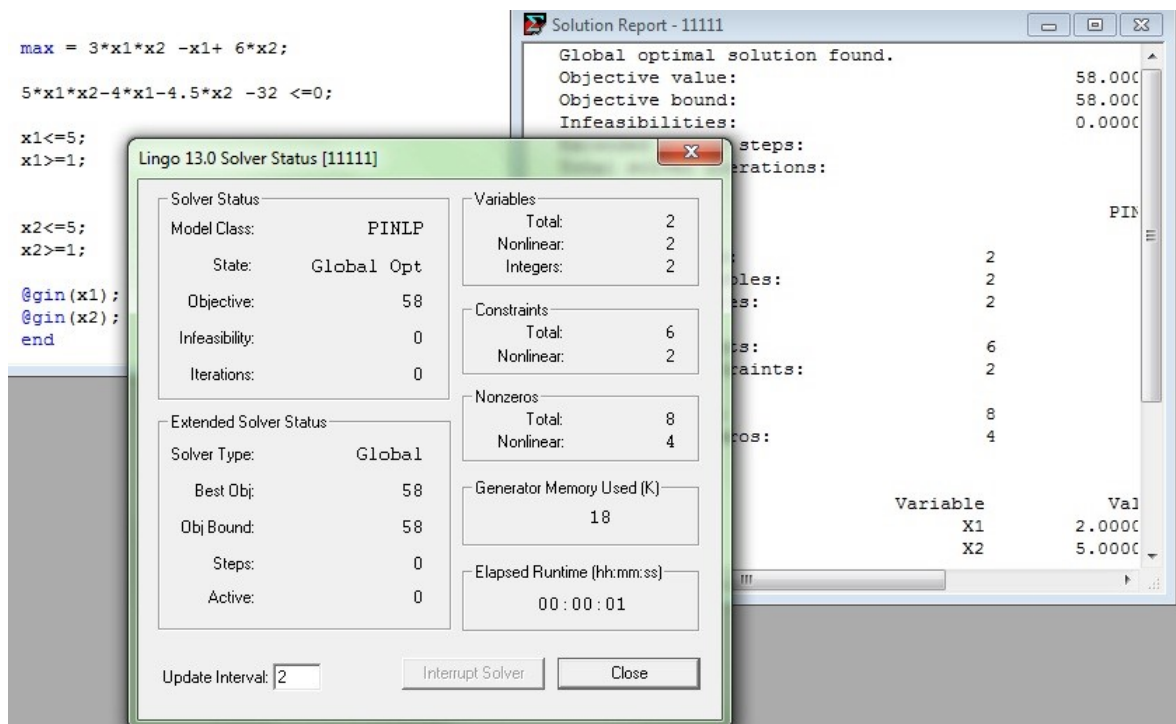 max = 3*x1*x2 -x1+ 6*x2;
5*x1*x2-4*x1-4.5*x2 -32 <=0;
x1<=5;
x1>=1;
x2<=5;
x2>=1;
@gin(x1);
@gin(x2);
end
Solution Report - 11111
Global optimal solution found.
Objective value: 58.000
Objective bound: 58.000
Infeasibilities: 0.0000
steps:
erations:
PIN
: 2
bles: 2
es: 2
ts: 6
raints: 2
8
ros: 4
Variable Val
X1 2.0000
X2 5.0000
Lingo 13.0 Solver Status [11111]
Solver Status
Model Class: PINLP
State: Global Opt
Objective: 58
Infeasibility: 0
Iterations: 0
Extended Solver Status
Solver Type: Global
Best Obj: 58
Obj Bound: 58
Steps: 0
Active: 0
Variables
Total: 2
Nonlinear: 2
Integers: 2
Constraints
Total: 6
Nonlinear: 2
Nonzeros
Total: 8
Nonlinear: 4
Generator Memory Used (K)
18
Elapsed Runtime (hh:mm:ss)
00:00:01
Update Interval: 2
Interrupt Solver
Close